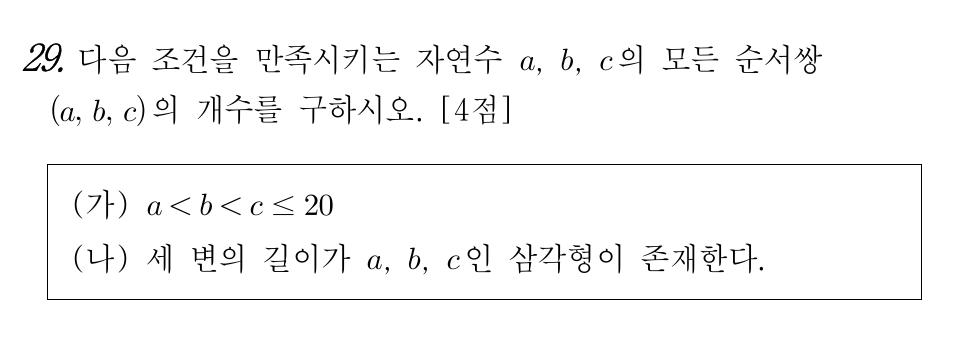 29. 다음 조건을 만족시키는 자연수 a, b, c의 모든 순서쌍
(a, b, c)의 개수를 구하시오. [4점]
(가) a < b < c ≤ 20
(나) 세 변의 길이가 a, b, c인 삼각형이 존재한다.